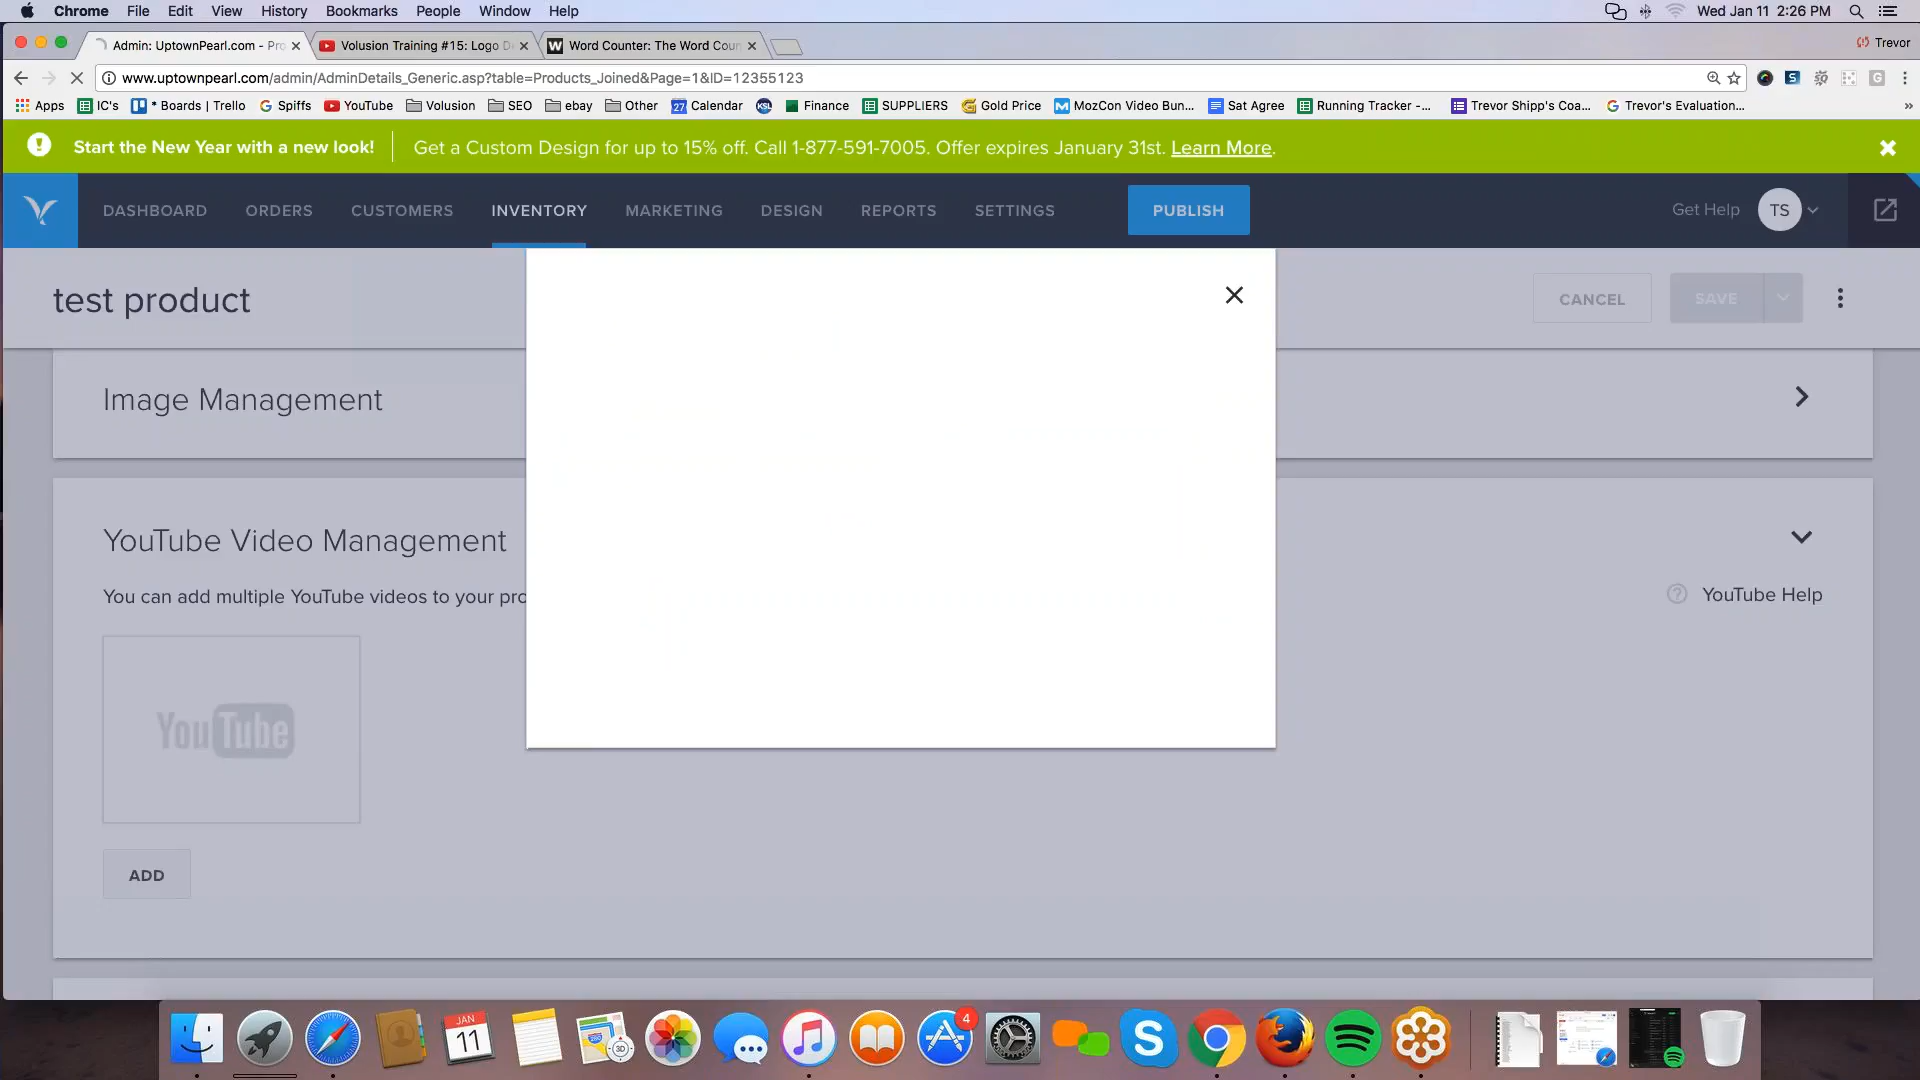 Chrome File Edit View History Bookmarks People Window Help Wed Jan 11 2:26 PM
Admin: UptownPearl.com - Pro Volusion Training #15: Logo D Word Counter: The Word Coun Trevor
www.uptownpearl.com/admin/AdminDetails_Generic.asp?table=Products_Joined&Page=1&ID=12355123
Apps IC's * Boards | Trello Spiffs YouTube Volusion SEO ebay Other Calendar KSL Finance SUPPLIERS Gold Price MozCon Video Bun... Sat Agree Running Tracker -... Trevor Shipp's Coa... Trevor's Evaluation...
Start the New Year with a new look! Get a Custom Design for up to 15% off. Call 1-877-591-7005. Offer expires January 31st. Learn More.
DASHBOARD ORDERS CUSTOMERS INVENTORY MARKETING DESIGN REPORTS SETTINGS PUBLISH Get Help TS
test product CANCEL SAVE
Image Management
YouTube Video Management
You can add multiple YouTube videos to your pro YouTube Help
YouTube
ADD
JAN
11
4